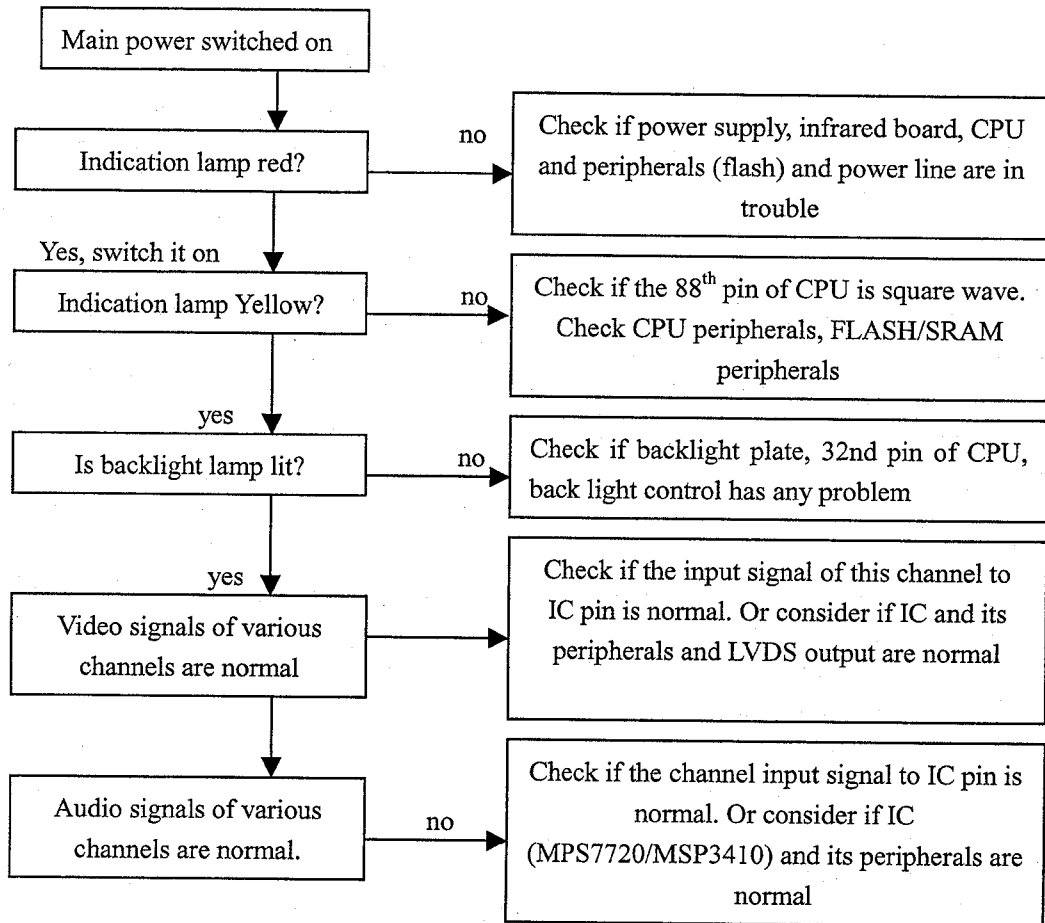 Main power switched on
Indication lamp red?
no
Check if power supply, infrared board, CPU
and peripherals (flash) and power line are in
trouble
Yes, switch it on
Indication lamp Yellow?
no
Check if the 88th pin of CPU is square wave.
Check CPU peripherals, FLASH/SRAM
peripherals
yes
Is backlight lamp lit?
no
Check if backlight plate, 32nd pin of CPU,
back light control has any problem
yes
Video signals of various
channels are normal
Check if the input signal of this channel to
IC pin is normal. Or consider if IC and its
peripherals and LVDS output are normal
Audio signals of various
channels are normal.
no
Check if the channel input signal to IC pin is
normal. Or consider if IC
(MPS7720/MSP3410) and its peripherals are
normal